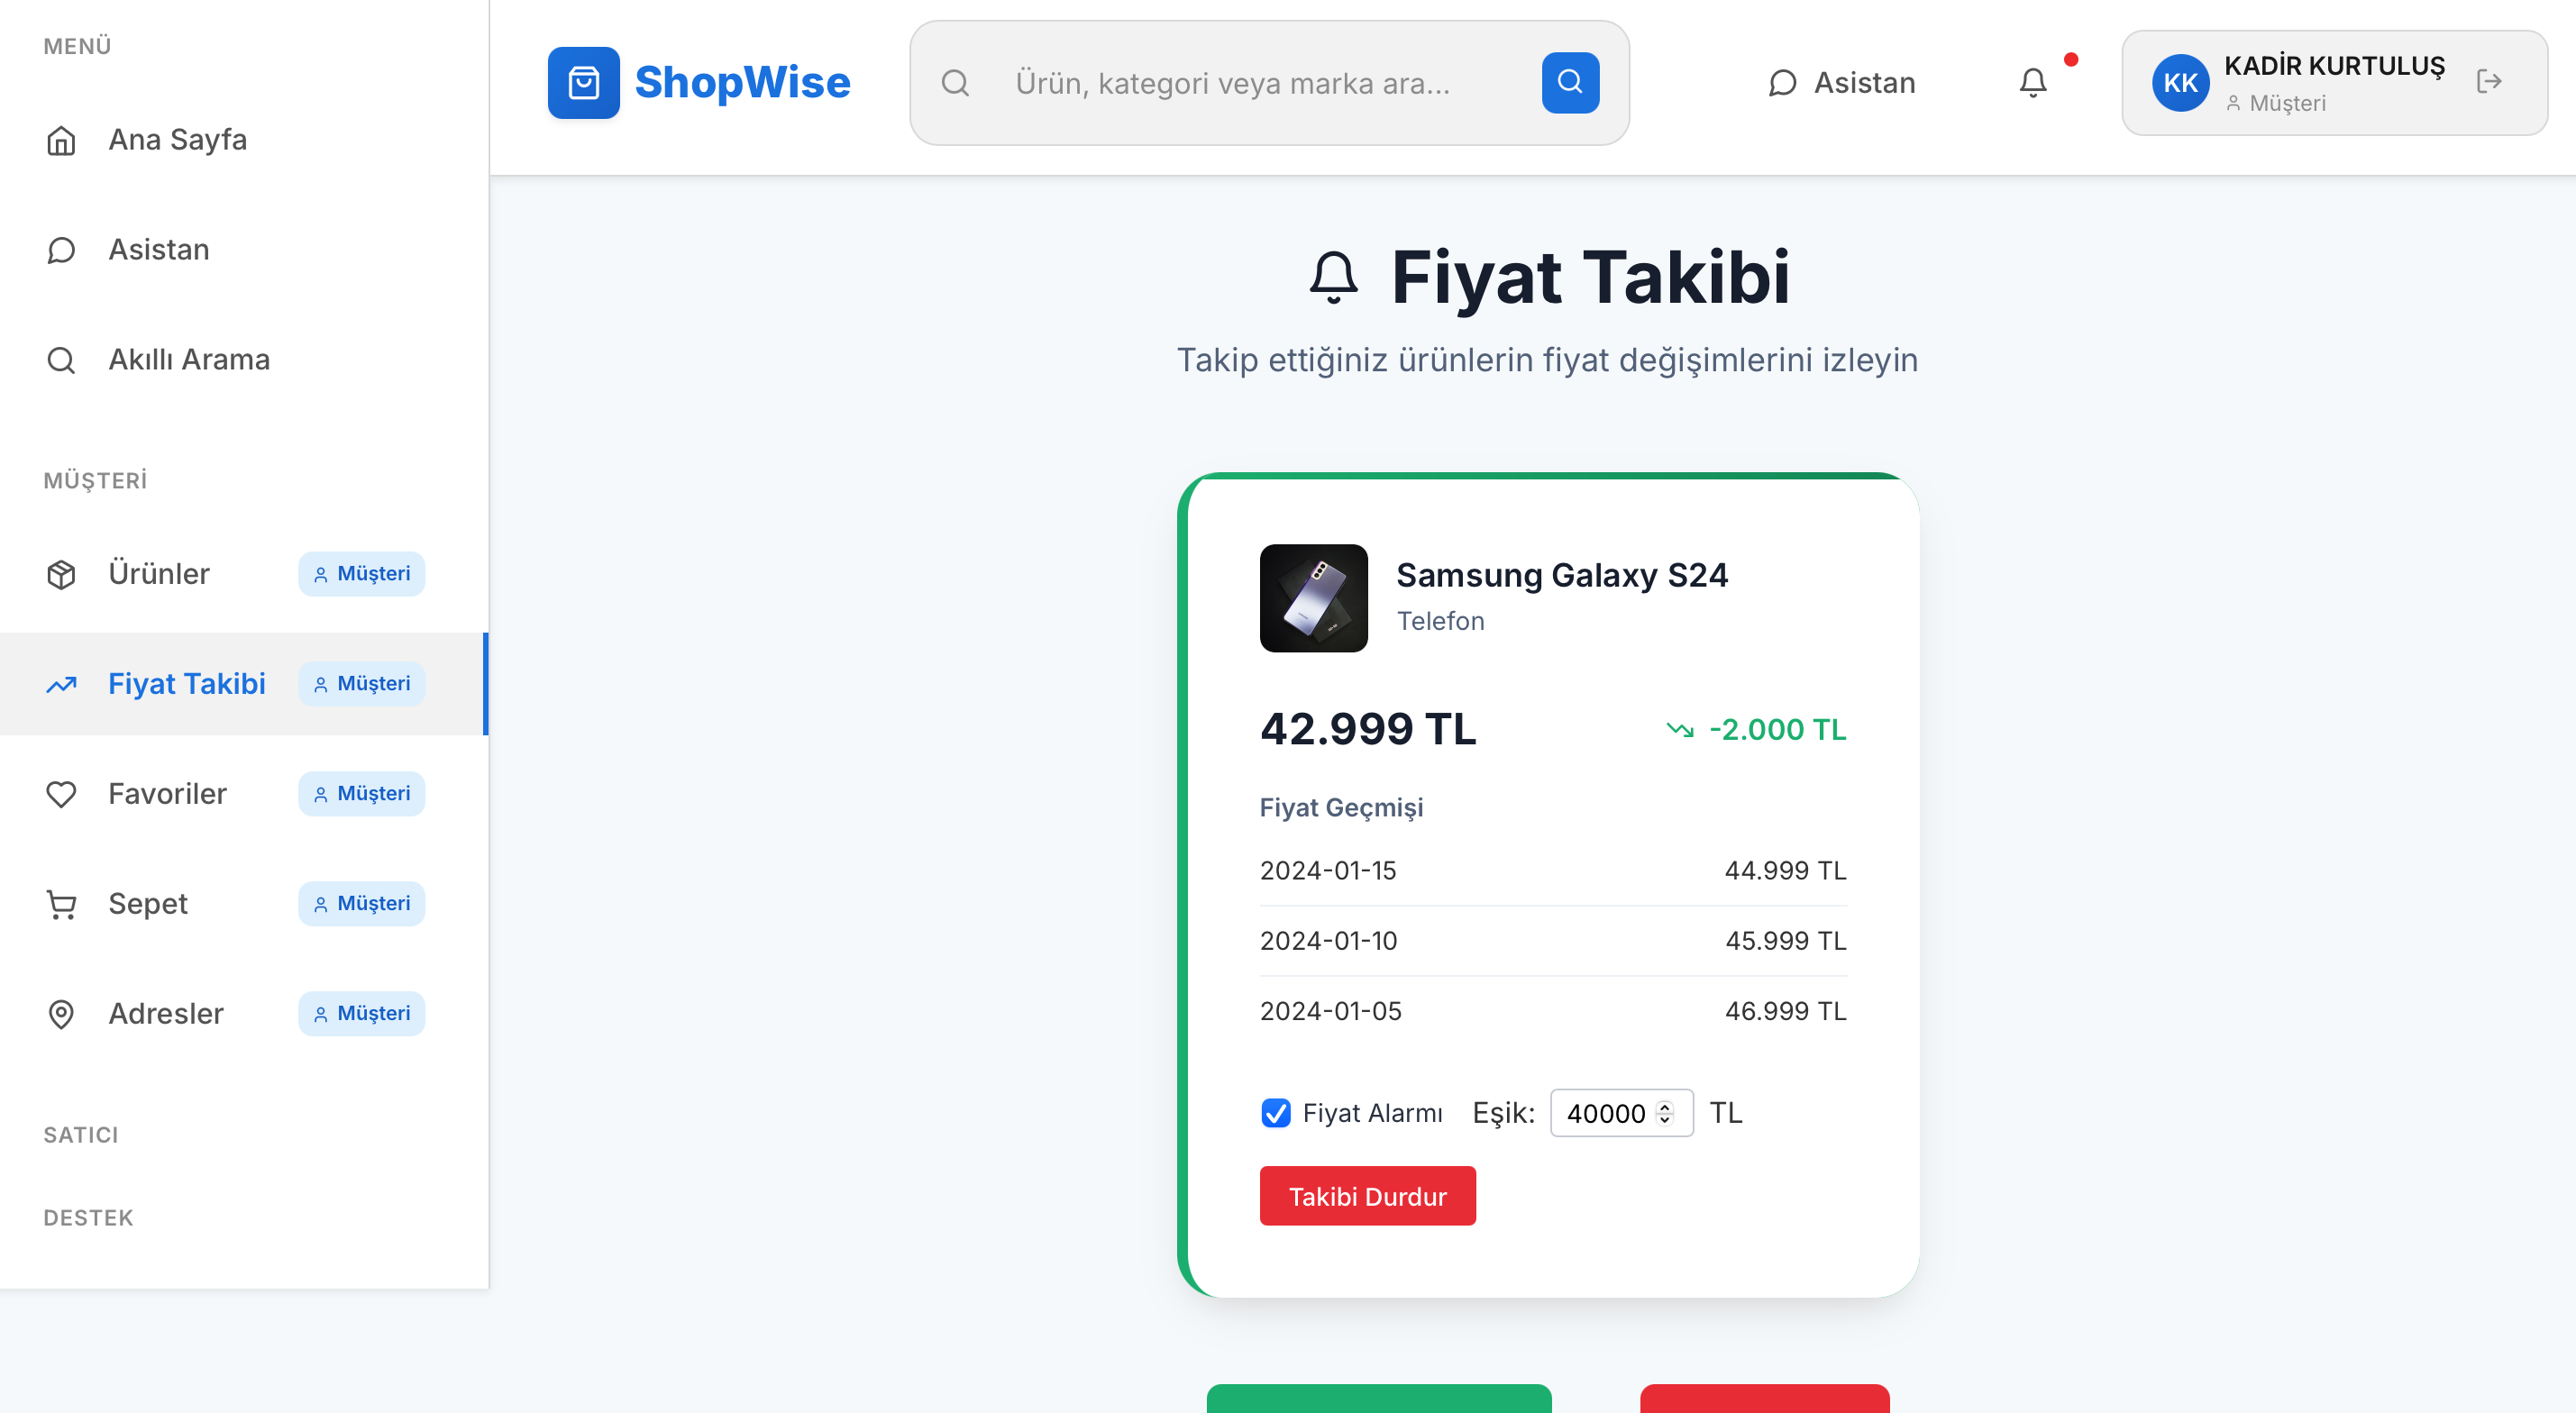 MENÜ
Ana Sayfa
Asistan
Akıllı Arama
MÜŞTERİ
Ürünler Müşteri
Fiyat Takibi Müşteri
Favoriler Müşteri
Sepet Müşteri
Adresler Müşteri
SATICI
DESTEK
ShopWise
Ürün, kategori veya marka ara...
Asistan
KK
KADİR KURTULUŞ
Müşteri
Fiyat Takibi
Takip ettiğiniz ürünlerin fiyat değişimlerini izleyin
Samsung Galaxy S24
Telefon
42.999 TL -2.000 TL
Fiyat Geçmişi
2024-01-15 44.999 TL
2024-01-10 45.999 TL
2024-01-05 46.999 TL
Fiyat Alarmı Eşik: 40000 TL
Takibi Durdur